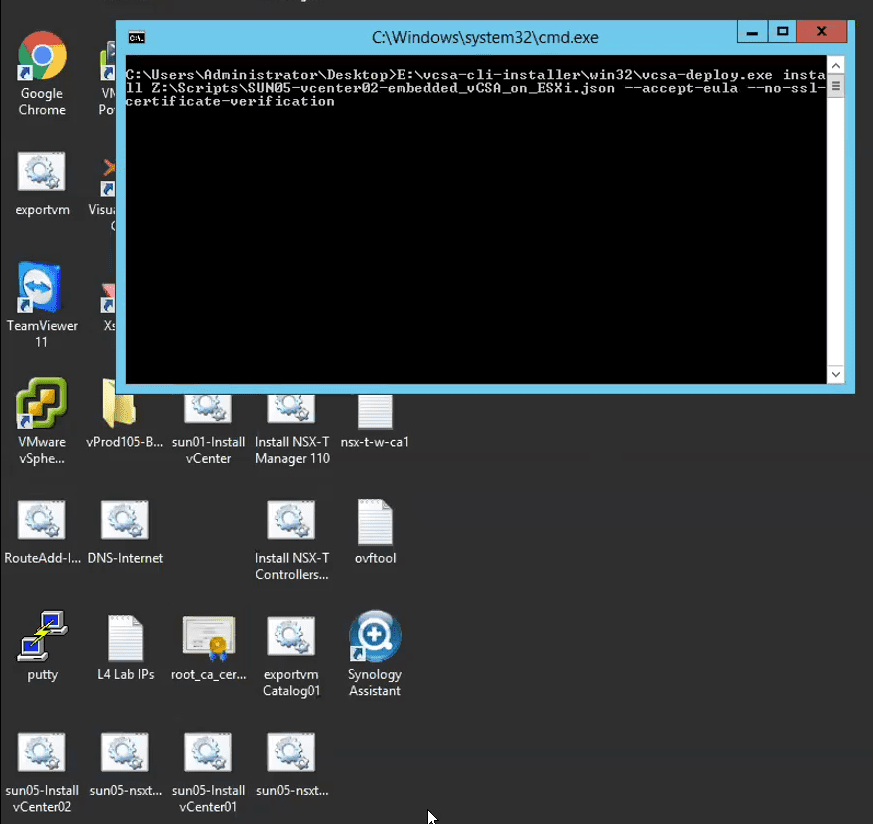 C:\Windows\system32\cmd.exe
C:\Users\Administrator\Desktop>E:\vcsa-cli-installer\win32\vcsa-deploy.exe insta
ll Z:\Scripts\SUN05-vcenter02-embedded_vCSA_on_ESXi.json --accept-eula --no-ssl-
certificate-verification
Google
Chrome
VM
Po
exportvm
Visua
C
TeamViewer
11
Xs
VMware
vSphe...
vProd105-B...
sun01-Install
vCenter
Install NSX-T
Manager 110
nsx-t-w-ca1
RouteAdd-I...
DNS-Internet
Install NSX-T
Controllers...
ovftool
putty
L4 Lab IPs
root_ca_cer...
exportvm
Catalog01
Synology
Assistant
sun05-Install
vCenter02
sun05-nsxt...
sun05-Install
vCenter01
sun05-nsxt...